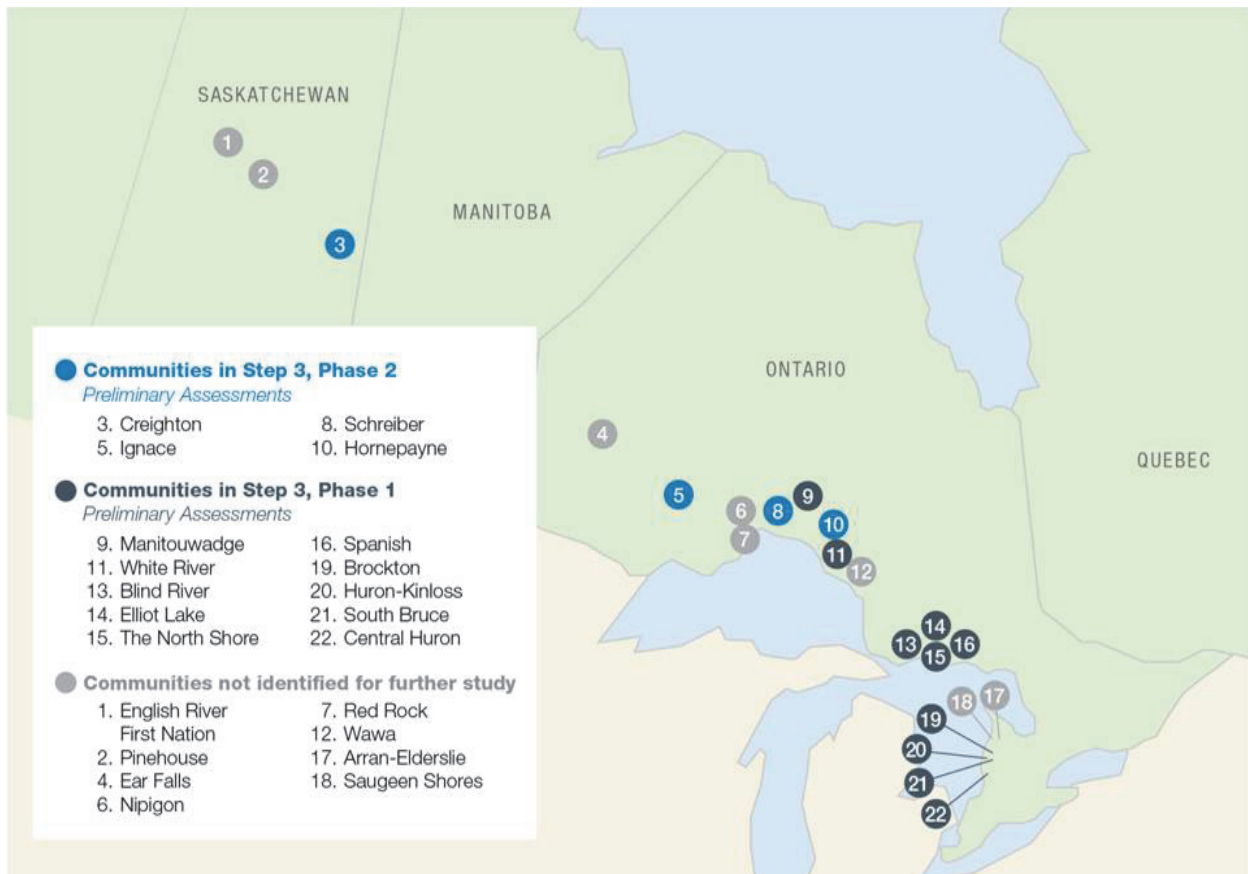 SASKATCHEWAN
1
2
MANITOBA
3
ONTARIO
4
QUEBEC
5
6
7
8
9
10
11
12
13
14
15
16
17
18
19
20
21
22
Communities in Step 3, Phase 2
Preliminary Assessments
3. Creighton
5. Ignace
8. Schreiber
10. Hornepayne
Communities in Step 3, Phase 1
Preliminary Assessments
9. Manitouwadge
11. White River
13. Blind River
14. Elliot Lake
15. The North Shore
16. Spanish
19. Brockton
20. Huron-Kinloss
21. South Bruce
22. Central Huron
Communities not identified for further study
1. English River
First Nation
2. Pinehouse
4. Ear Falls
6. Nipigon
7. Red Rock
12. Wawa
17. Arran-Elderslie
18. Saugeen Shores